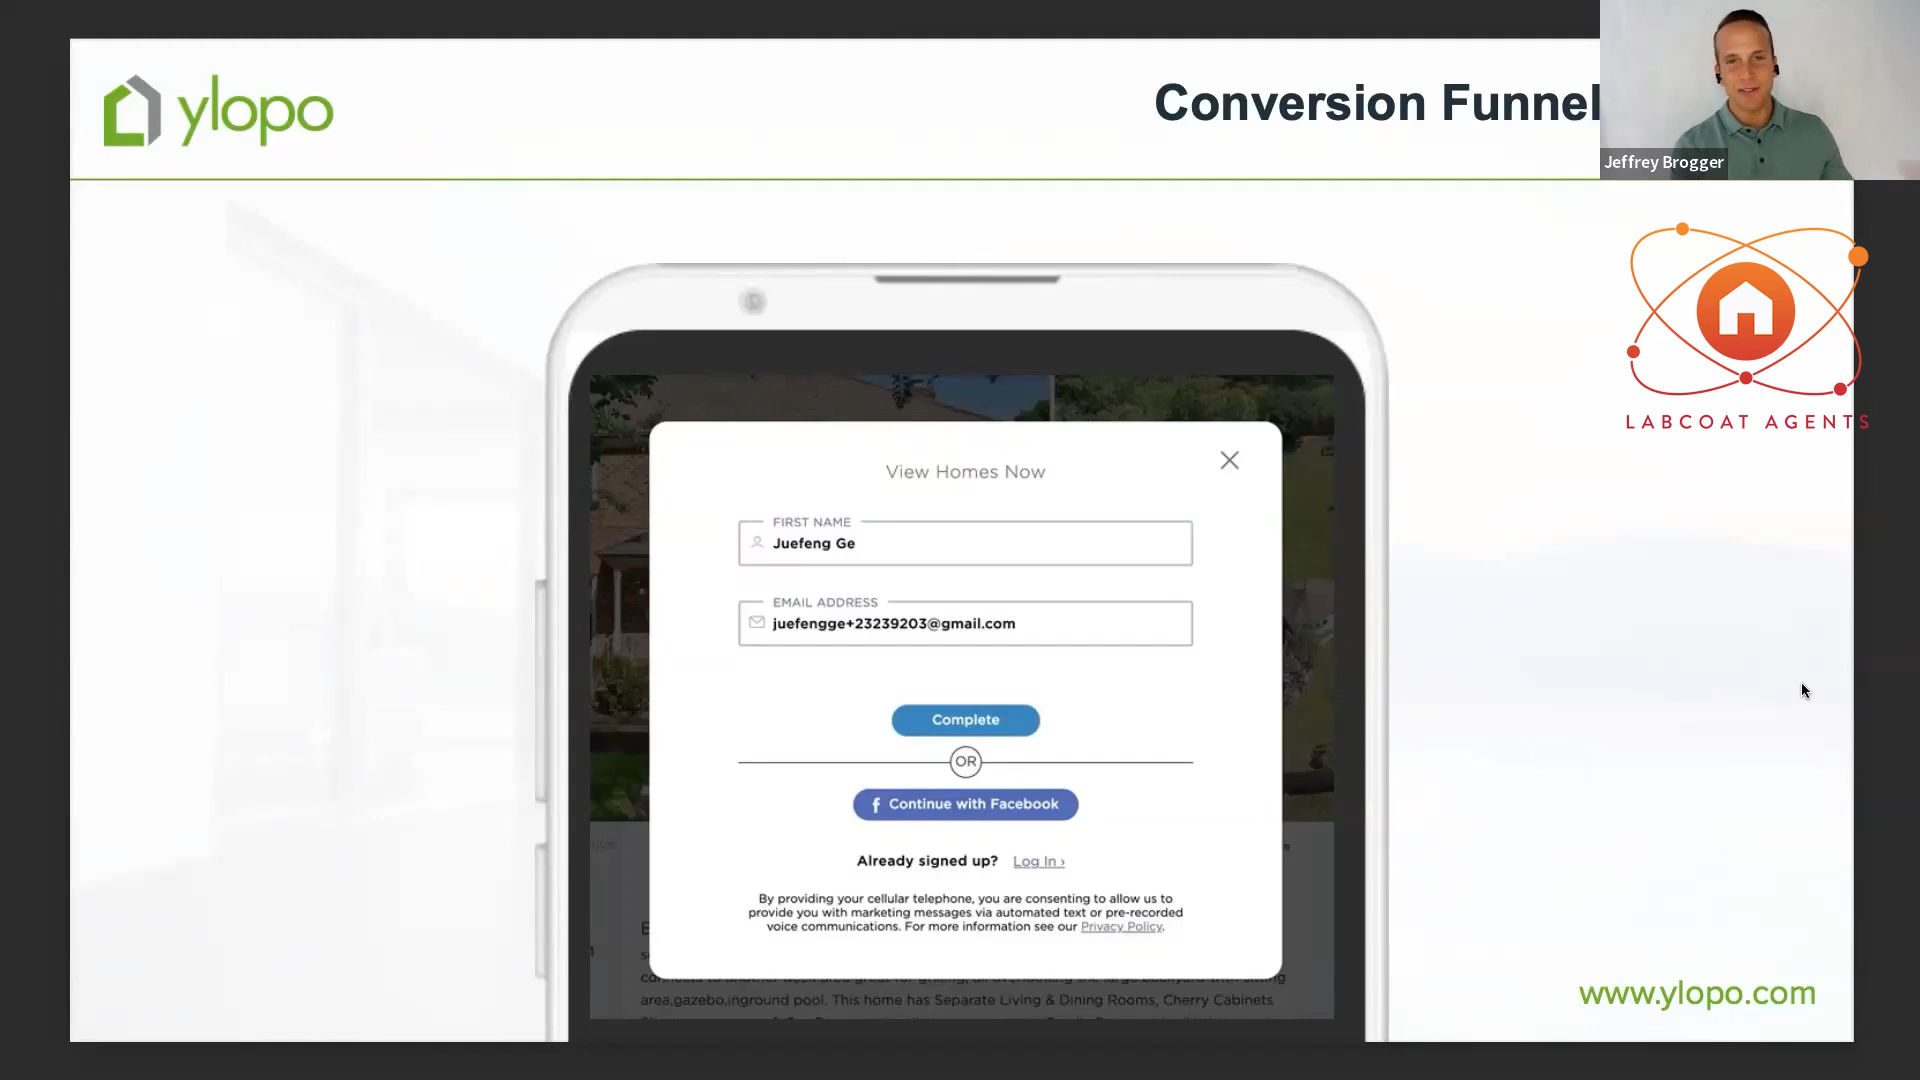 ylopo
Conversion Funnel
Jeffrey Brogger
LABCOAT AGENTS
View Homes Now
FIRST NAME
Juefeng Ge
EMAIL ADDRESS
juefengge+23239203@gmail.com
Complete
OR
f Continue with Facebook
Already signed up? Log In ›
By providing your cellular telephone, you are consenting to allow us to
provide you with marketing messages via automated text or pre-recorded
voice communications. For more information see our Privacy Policy.
area,gazebo,inground pool. This home has Separate Living & Dining Rooms, Cherry Cabinets
www.ylopo.com